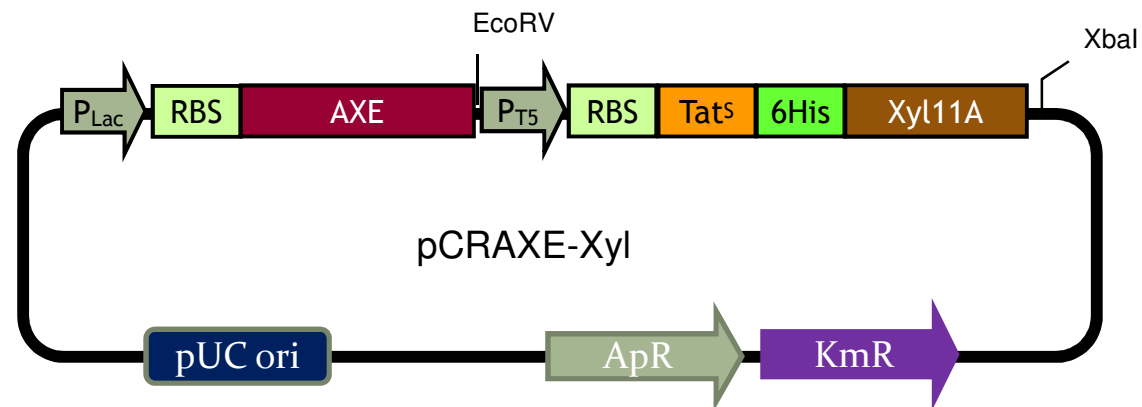 EcoRV
XbaI
PLac RBS AXE PT5 RBS Tats 6His Xyl11A
pCRAXE-Xyl
pUC ori ApR KmR